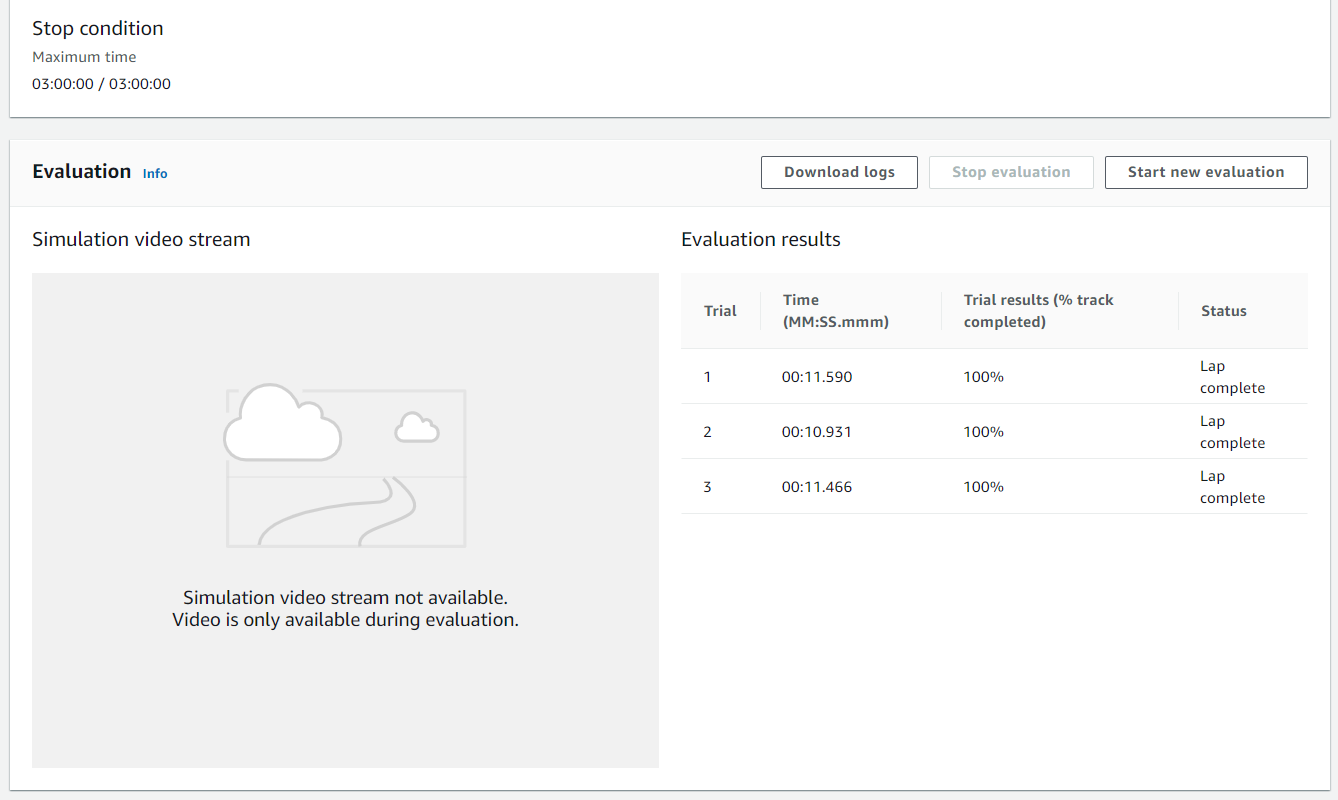 Stop condition
Maximum time
03:00:00 / 03:00:00
Evaluation Info
Download logs
Stop evaluation
Start new evaluation
Simulation video stream
Simulation video stream not available.
Video is only available during evaluation.
Evaluation results
Trial
Time
(MM:SS.mmm)
Trial results (% track
completed)
Status
1 00:11.590 100% Lap
complete
2 00:10.931 100% Lap
complete
3 00:11.466 100% Lap
complete